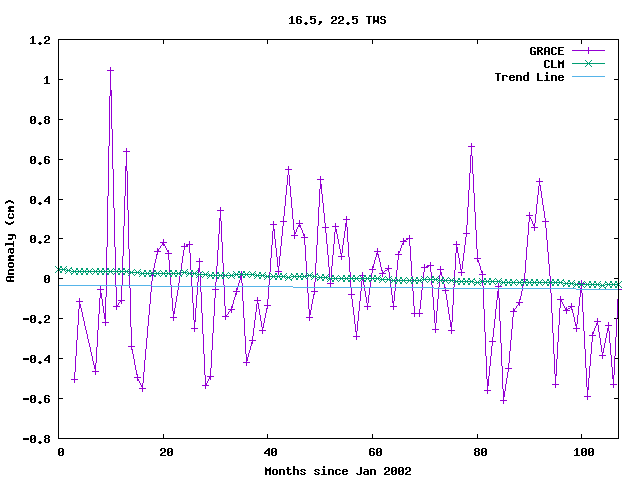 16.5, 22.5 TWS
GRACE
CLM
Trend Line
1.2
1
0.8
0.6
0.4
0.2
0
-0.2
-0.4
-0.6
-0.8
Anomaly (cm)
0 20 40 60 80 100
Months since Jan 2002